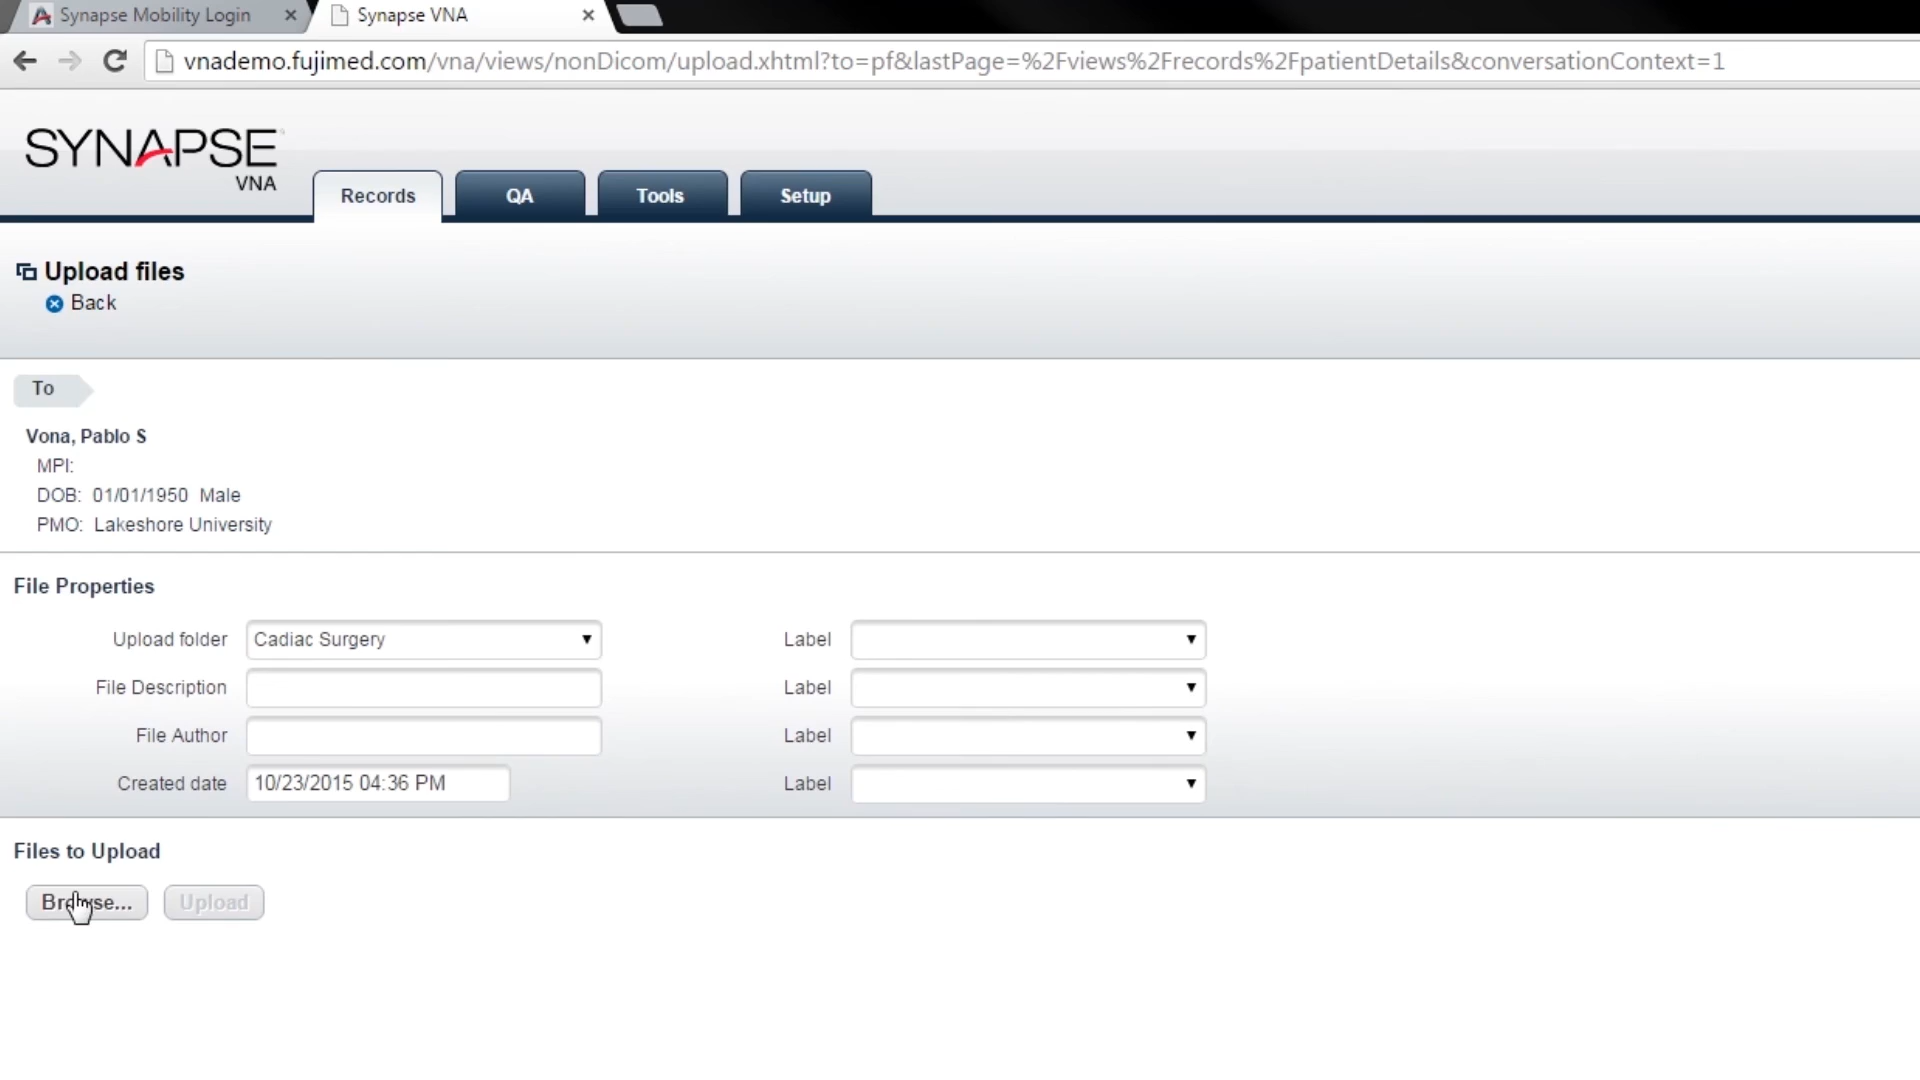 Synapse Mobility Login
Synapse VNA
vnademo.fujimed.com/vna/views/nonDicom/upload.xhtml?to=pf&lastPage=%2Fviews%2Frecords%2FpatientDetails&conversationContext=1
SYNAPSE
VNA
Records QA Tools Setup
Upload files
Back
To
Vona, Pablo S
MPI:
DOB: 01/01/1950 Male
PMO: Lakeshore University
File Properties
Upload folder Cadiac Surgery Label
File Description Label
File Author Label
Created date 10/23/2015 04:36 PM Label
Files to Upload
Browse... Upload